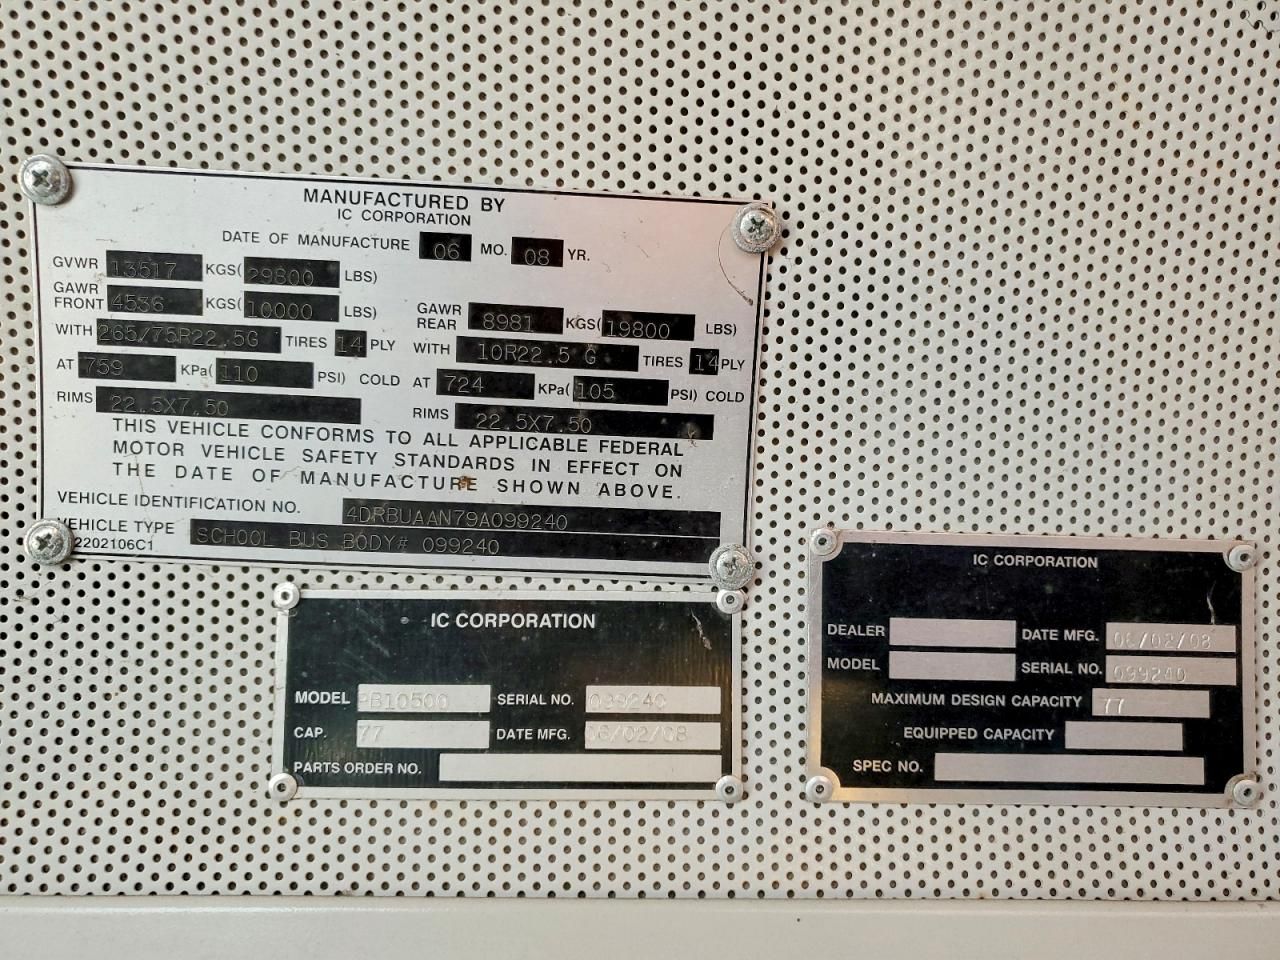 MANUFACTURED BY
IC CORPORATION
DATE OF MANUFACTURE 06 MO. 08 YR.
GVWR 13517 KGS( 29800 LBS)
GAWR FRONT 4536 KGS( 10000 LBS) GAWR REAR 8981 KGS( 19800 LBS)
WITH 265/75R22.5G TIRES 14 PLY WITH 10R22.5 G TIRES 14 PLY
AT 759 KPa( 110 PSI) COLD AT 724 KPa( 105 PSI) COLD
RIMS 22.5X7.50 RIMS 22.5X7.50
THIS VEHICLE CONFORMS TO ALL APPLICABLE FEDERAL
MOTOR VEHICLE SAFETY STANDARDS IN EFFECT ON
THE DATE OF MANUFACTURE SHOWN ABOVE.
VEHICLE IDENTIFICATION NO. 4DRBUAAN79A099240
VEHICLE TYPE SCHOOL BUS BODY# 099240
2202106C1
IC CORPORATION
MODEL PB10500 SERIAL NO. 099240
CAP. 77 DATE MFG. 06/02/08
PARTS ORDER NO.
IC CORPORATION
DEALER DATE MFG. 06/02/08
MODEL SERIAL NO. 099240
MAXIMUM DESIGN CAPACITY 77
EQUIPPED CAPACITY
SPEC NO.